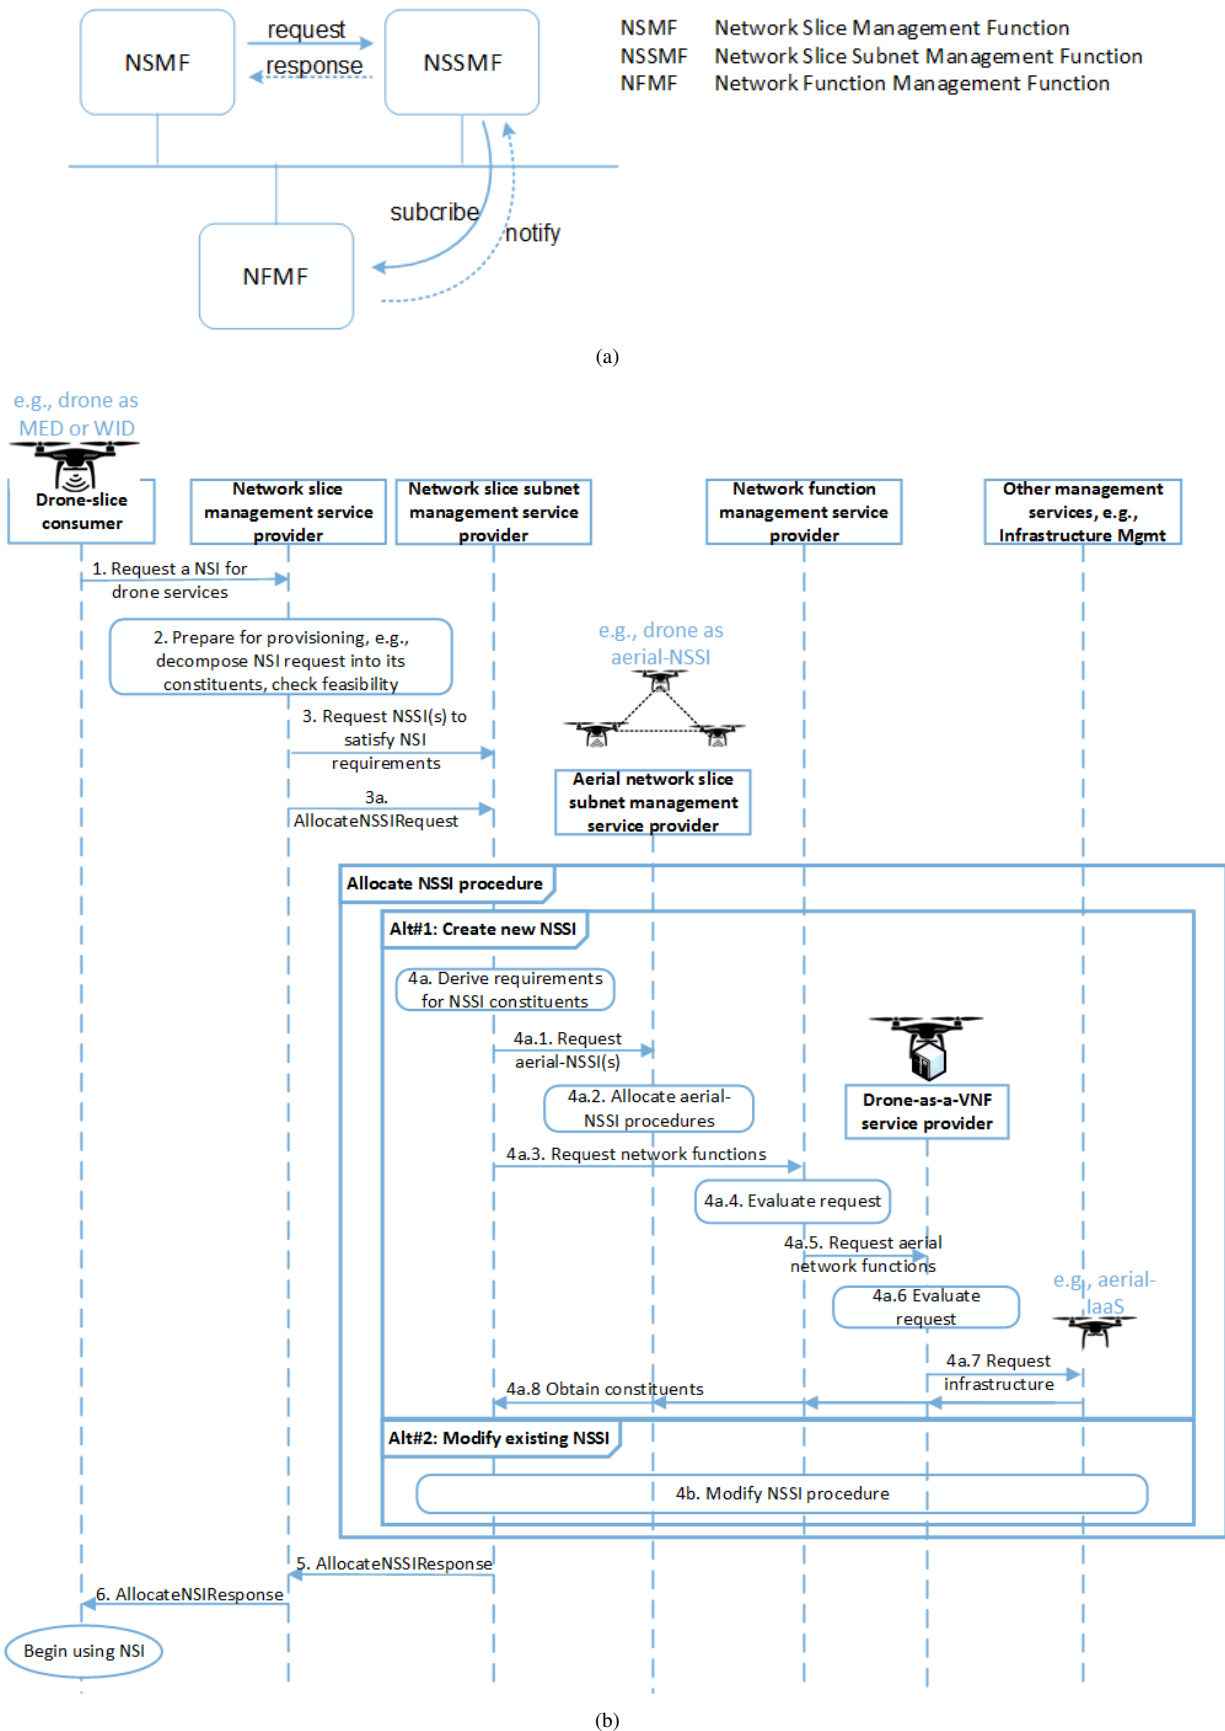 NSMF
request
response
NSSMF
NSMF Network Slice Management Function
NSSMF Network Slice Subnet Management Function
NFMF Network Function Management Function
subcribe
notify
NFMF
(a)
e.g., drone as
MED or WID
Drone-slice
consumer
Network slice
management service
provider
Network slice subnet
management service
provider
Network function
management service
provider
Other management
services, e.g.,
Infrastructure Mgmt
1. Request a NSI for
drone services
2. Prepare for provisioning, e.g.,
decompose NSI request into its
constituents, check feasibility
e.g., drone as
aerial-NSSI
3. Request NSSI(s) to
satisfy NSI
requirements
Aerial network slice
subnet management
service provider
3a.
AllocateNSSIRequest
Allocate NSSI procedure
Alt#1: Create new NSSI
4a. Derive requirements
for NSSI constituents
4a.1. Request
aerial-NSSI(s)
4a.2. Allocate aerial-
NSSI procedures
Drone-as-a-VNF
service provider
4a.3. Request network functions
4a.4. Evaluate request
4a.5. Request aerial
network functions
4a.6 Evaluate
request
e.g., aerial-
IaaS
4a.7 Request
infrastructure
4a.8 Obtain constituents
Alt#2: Modify existing NSSI
4b. Modify NSSI procedure
5. AllocateNSSIResponse
6. AllocateNSIResponse
Begin using NSI
(b)